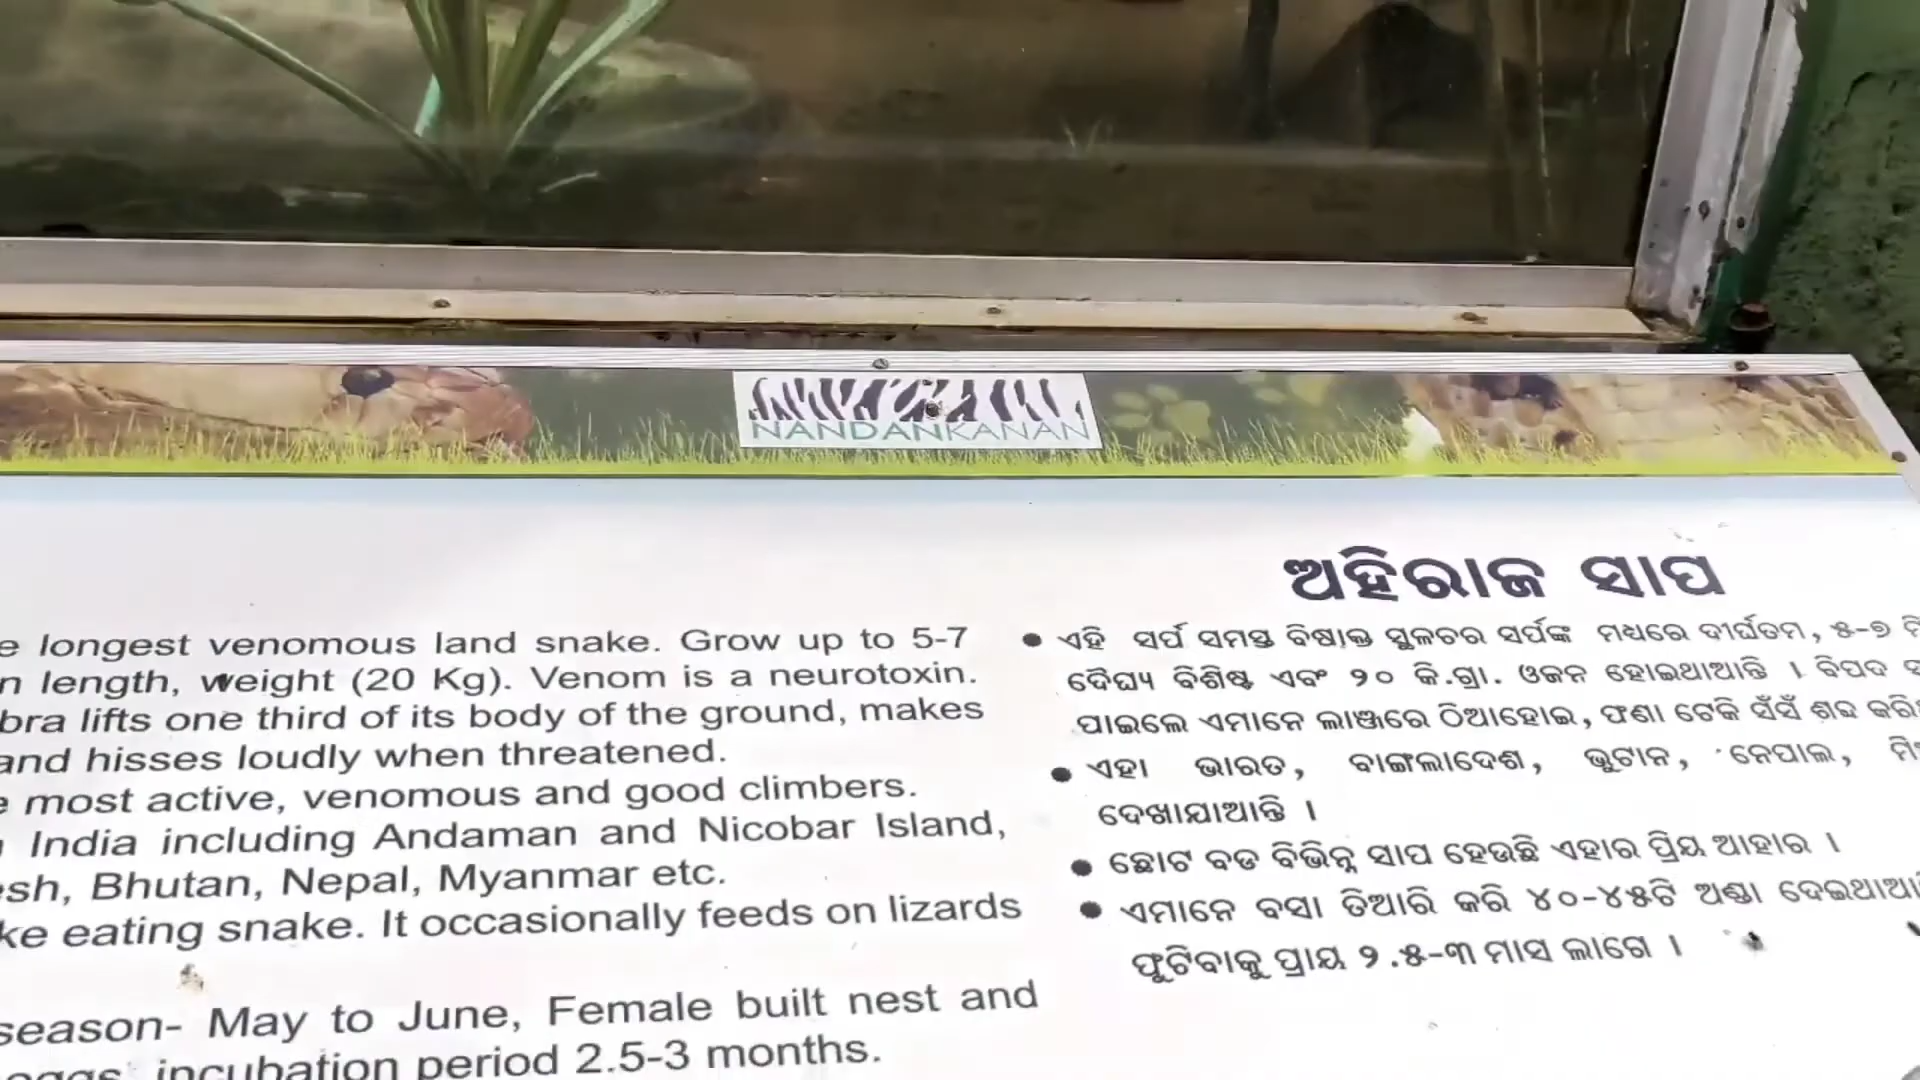 NANDANKANAN
longest venomous land snake. Grow up to 5-7
length, weight (20 Kg). Venom is a neurotoxin.
lifts one third of its body of the ground, makes
and hisses loudly when threatened.
most active, venomous and good climbers.
India including Andaman and Nicobar Island,
Bhutan, Nepal, Myanmar etc.
eating snake. It occasionally feeds on lizards
season- May to June, Female built nest and
eggs, incubation period 2.5-3 months.
ଅହିରାଜ ସାପ
• ଏହି ସର୍ପ ସମସ୍ତ ବିଷାକ୍ତ ସ୍ଥଳଚର ସର୍ପଙ୍କ ମଧ୍ୟରେ ଦୀର୍ଘତମ, ୫-୭
ଦୈଘ୍ୟ ବିଶିଷ୍ଟ ଏବଂ ୨୦ କି.ଗ୍ରା. ଓଜନ ହୋଇଥାଆନ୍ତି । ବିପଦ
ପାଇଲେ ଏମାନେ ଲାଞ୍ଜରେ ଠିଆହୋଇ, ଫଣା ଟେକି ସଁସଁ ଶବ୍ଦ
• ଏହା ଭାରତ, ବାଙ୍ଗଲାଦେଶ, ଭୁଟାନ, ନେପାଲ,
ଦେଖାଯାଆନ୍ତି ।
• ଛୋଟ ବଡ ବିଭିନ୍ନ ସାପ ହେଉଛି ଏହାର ପ୍ରିୟ ଆହାର ।
• ଏମାନେ ବସା ତିଆରି କରି ୪୦-୪୫ଟି ଅଣ୍ଡା
ଫୁଟିବାକୁ ପ୍ରାୟ ୨.୫-୩ ମାସ ଲାଗେ ।